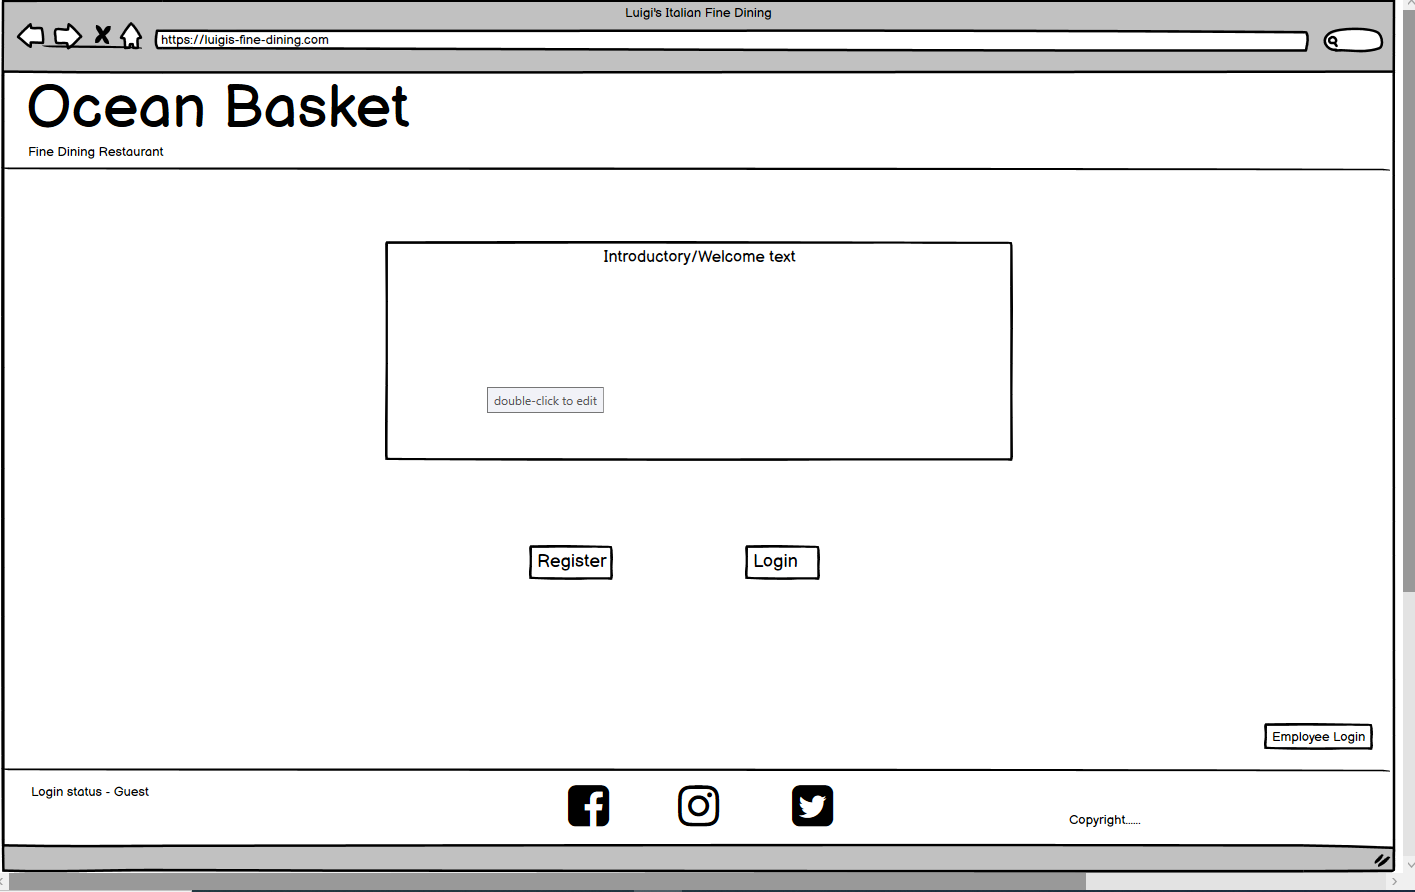 Luigi's Italian Fine Dining
https://luigis-fine-dining.com
Ocean Basket
Fine Dining Restaurant
Introductory/Welcome text
double-click to edit
Register
Login
Employee Login
Login status - Guest
Copyright......